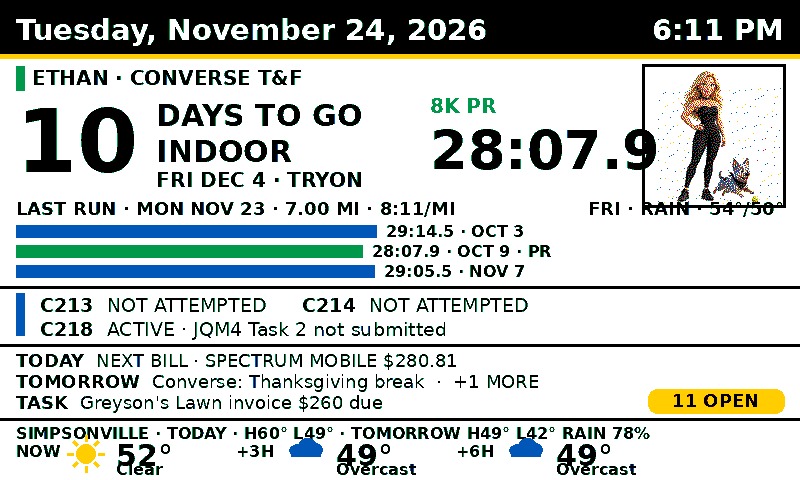 Tuesday, November 24, 2026 6:11 PM
ETHAN · CONVERSE T&F
10 DAYS TO GO
INDOOR
FRI DEC 4 · TRYON
8K PR
28:07.9
LAST RUN · MON NOV 23 · 7.00 MI · 8:11/MI FRI · RAIN · 54°/50°
29:14.5 · OCT 3
28:07.9 · OCT 9 · PR
29:05.5 · NOV 7
C213 NOT ATTEMPTED C214 NOT ATTEMPTED
C218 ACTIVE · JQM4 Task 2 not submitted
TODAY NEXT BILL · SPECTRUM MOBILE $280.81
TOMORROW Converse: Thanksgiving break · +1 MORE
TASK Greyson's Lawn invoice $260 due 11 OPEN
SIMPSONVILLE · TODAY · H60° L49° · TOMORROW H49° L42° RAIN 78%
NOW 52° +3H 49° +6H 49°
Clear Overcast Overcast